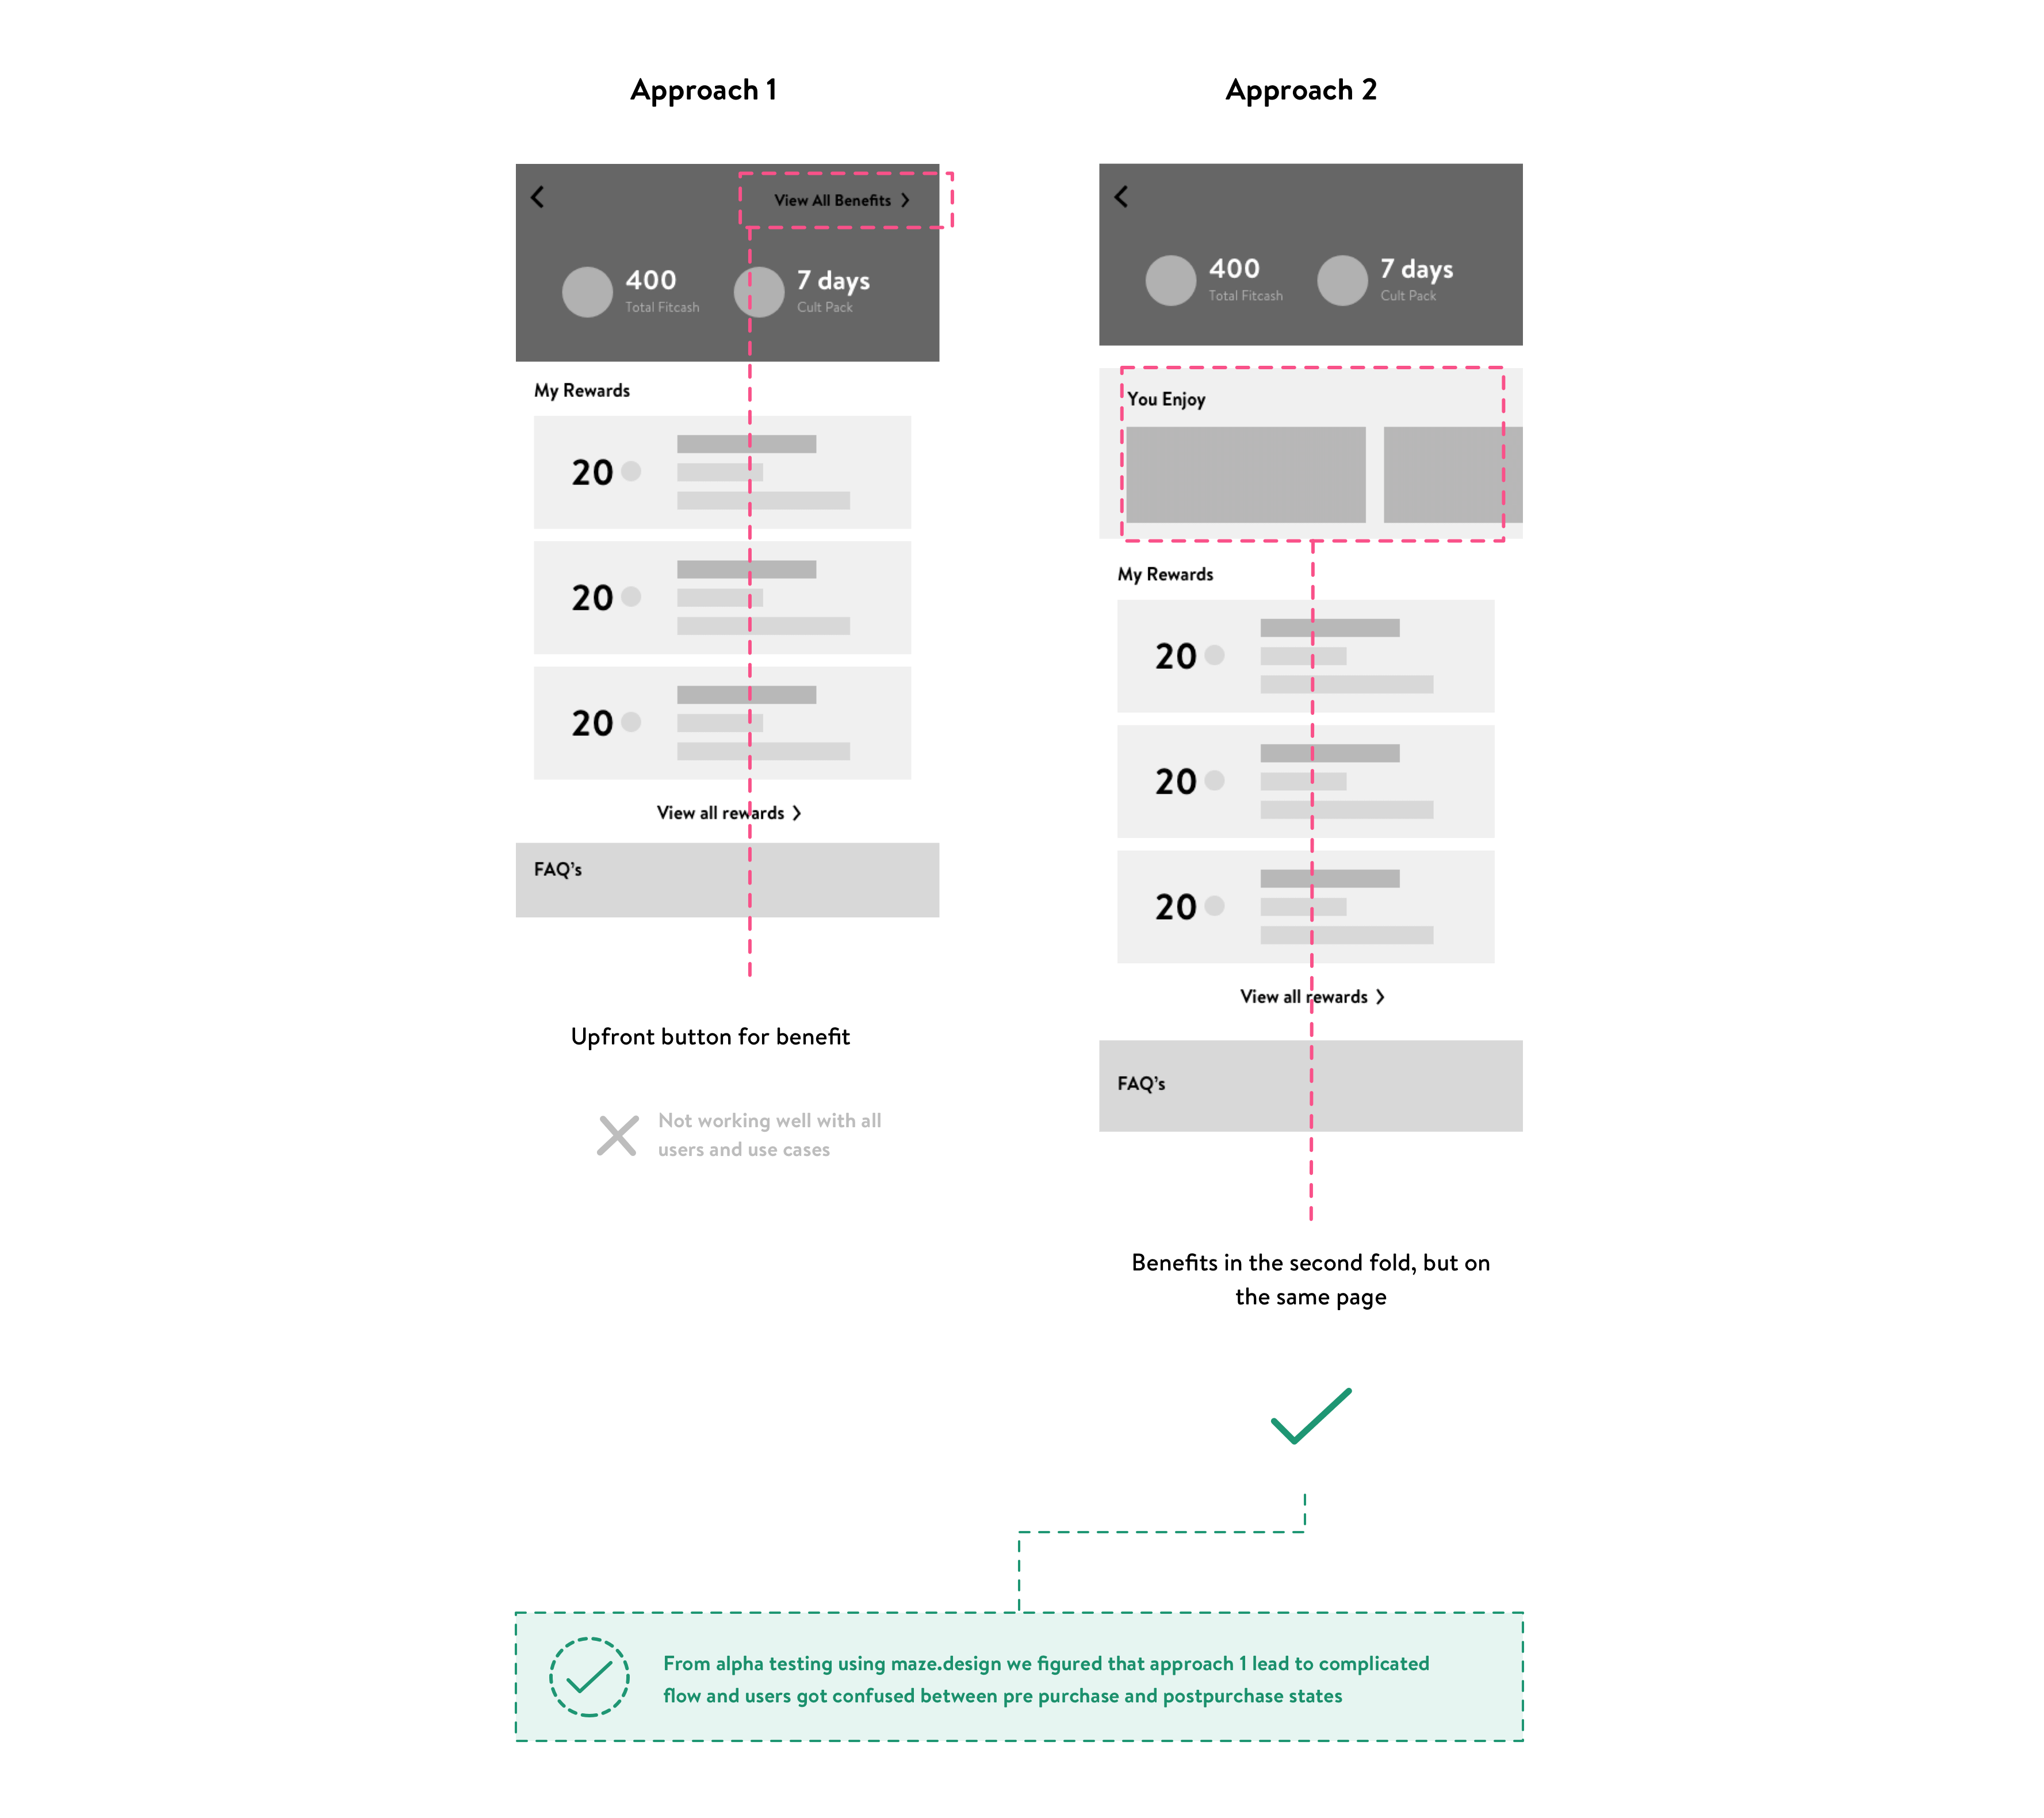 Approach 1
View All Benefits
400
Total Fitcash
7 days
Cult Pack
My Rewards
20
20
20
View all rewards
FAQ's
Upfront button for benefit
Not working well with all
users and use cases
Approach 2
400
Total Fitcash
7 days
Cult Pack
You Enjoy
My Rewards
20
20
20
View all rewards
FAQ's
Benefits in the second fold, but on
the same page
From alpha testing using maze.design we figured that approach 1 lead to complicated
flow and users got confused between pre purchase and postpurchase states